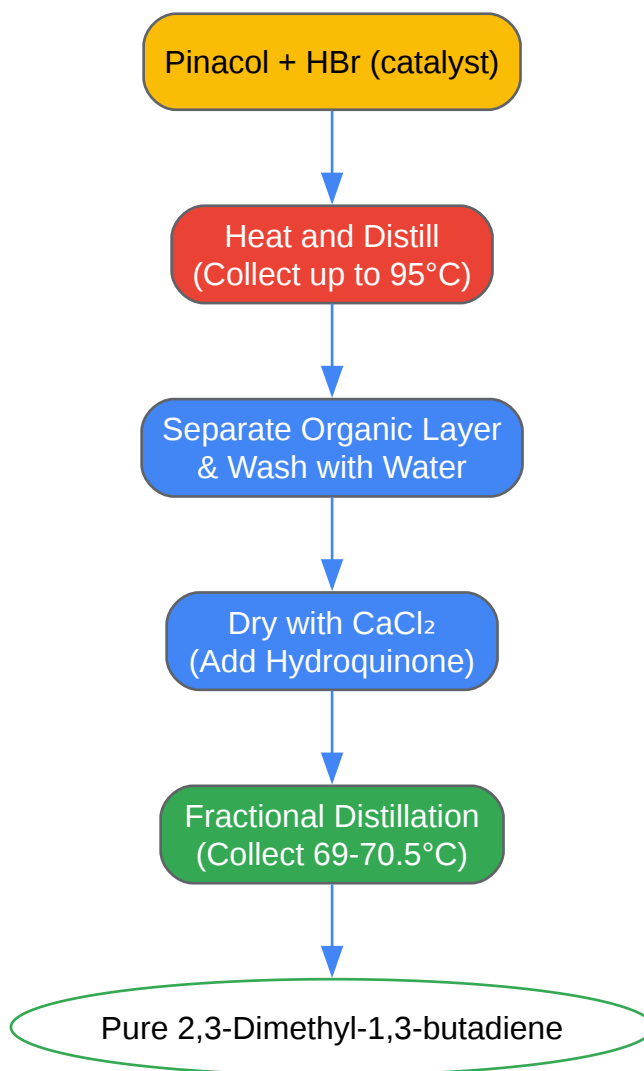 Pinacol + HBr (catalyst)
Heat and Distill
(Collect up to 95°C)
Separate Organic Layer
& Wash with Water
Dry with CaCl₂
(Add Hydroquinone)
Fractional Distillation
(Collect 69-70.5°C)
Pure 2,3-Dimethyl-1,3-butadiene